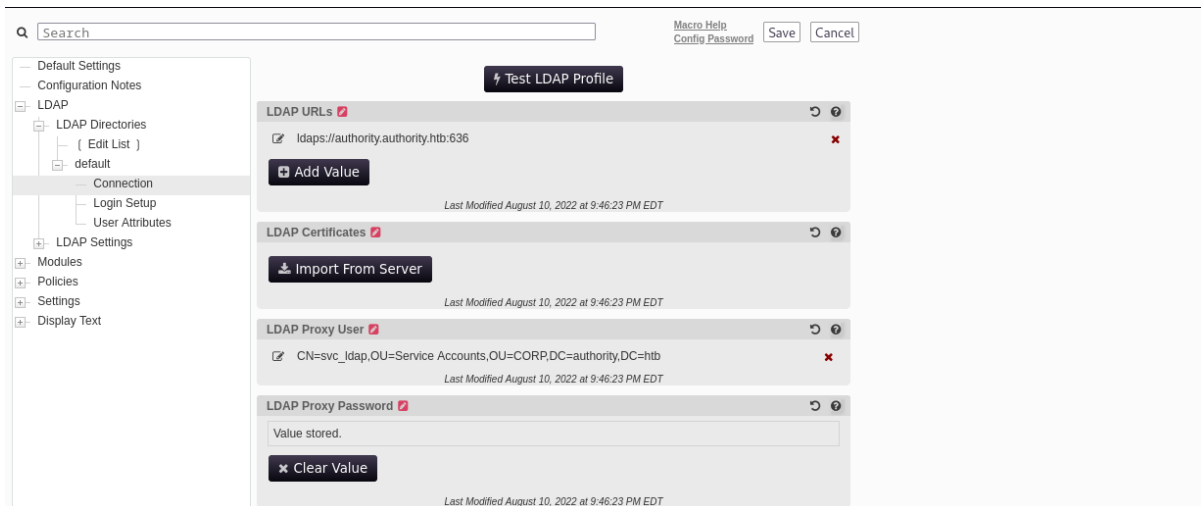 Search
Macro Help
Config Password
Save
Cancel
Default Settings
Configuration Notes
LDAP
LDAP Directories
[ Edit List ]
default
Connection
Login Setup
User Attributes
LDAP Settings
Modules
Policies
Settings
Display Text
Test LDAP Profile
LDAP URLs
ldaps://authority.authority.htb:636
Add Value
Last Modified August 10, 2022 at 9:46:23 PM EDT
LDAP Certificates
Import From Server
Last Modified August 10, 2022 at 9:46:23 PM EDT
LDAP Proxy User
CN=svc_ldap,OU=Service Accounts,OU=CORP,DC=authority,DC=htb
Last Modified August 10, 2022 at 9:46:23 PM EDT
LDAP Proxy Password
Value stored.
Clear Value
Last Modified August 10, 2022 at 9:46:23 PM EDT